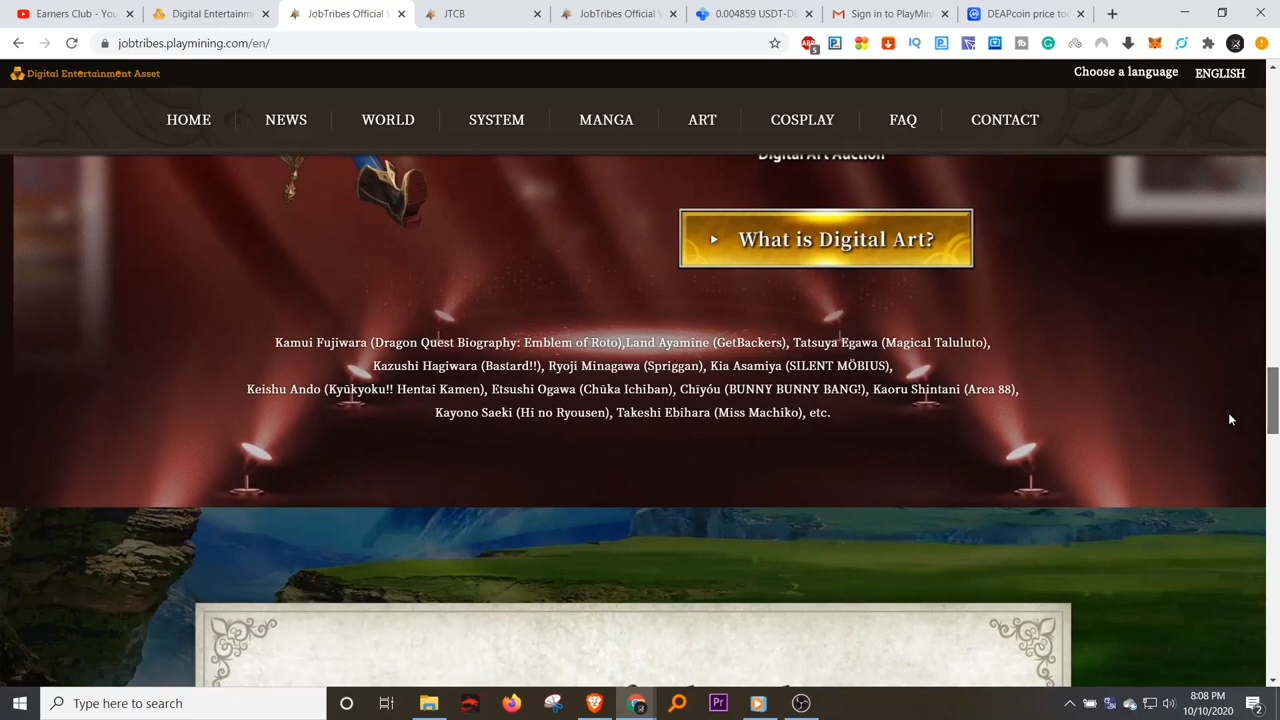 Earners Club - You
Digital Entertainm
JobTribes Official V
JTCB
JobTribes Official V
0.004859 USDT-DE
Sign in to PlayMini
DEAPcoin price to
jobtribes.playmining.com/en/
5
Digital Entertainment Asset
Choose a language
ENGLISH
HOME
NEWS
WORLD
SYSTEM
MANGA
ART
COSPLAY
FAQ
CONTACT
Digital Art Auction
What is Digital Art?
Kamui Fujiwara (Dragon Quest Biography: Emblem of Roto),Land Ayamine (GetBackers), Tatsuya Egawa (Magical Taluluto),
Kazushi Hagiwara (Bastard!!), Ryoji Minagawa (Spriggan), Kia Asamiya (SILENT MÖBIUS),
Keishu Ando (Kyūkyoku!! Hentai Kamen), Etsushi Ogawa (Chūka Ichiban), Chīyóu (BUNNY BUNNY BANG!), Kaoru Shintani (Area 88),
Kayono Saeki (Hi no Ryousen), Takeshi Ebihara (Miss Machiko), etc.
Type here to search
Pr
8:08 PM
10/10/2020
2